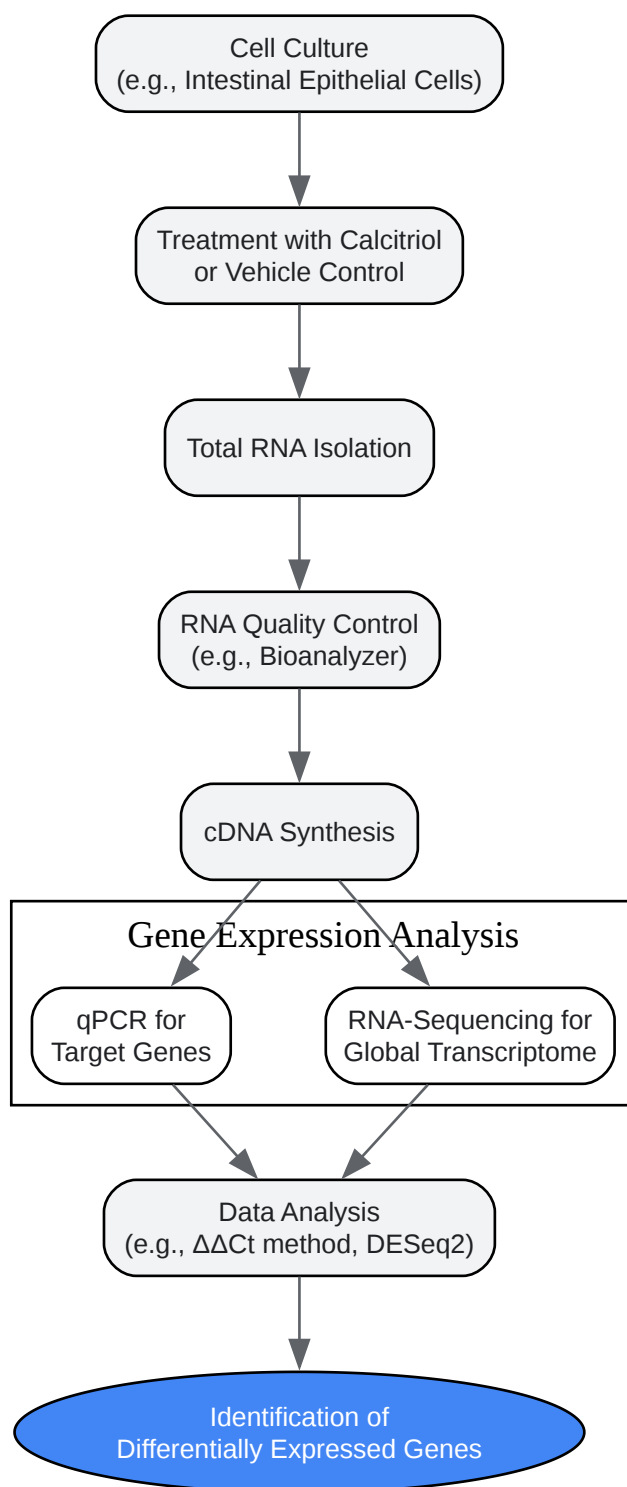 Cell Culture
(e.g., Intestinal Epithelial Cells)
Treatment with Calcitriol
or Vehicle Control
Total RNA Isolation
RNA Quality Control
(e.g., Bioanalyzer)
cDNA Synthesis
Gene Expression Analysis
qPCR for
Target Genes
RNA-Sequencing for
Global Transcriptome
Data Analysis
(e.g., ΔΔCt method, DESeq2)
Identification of
Differentially Expressed Genes